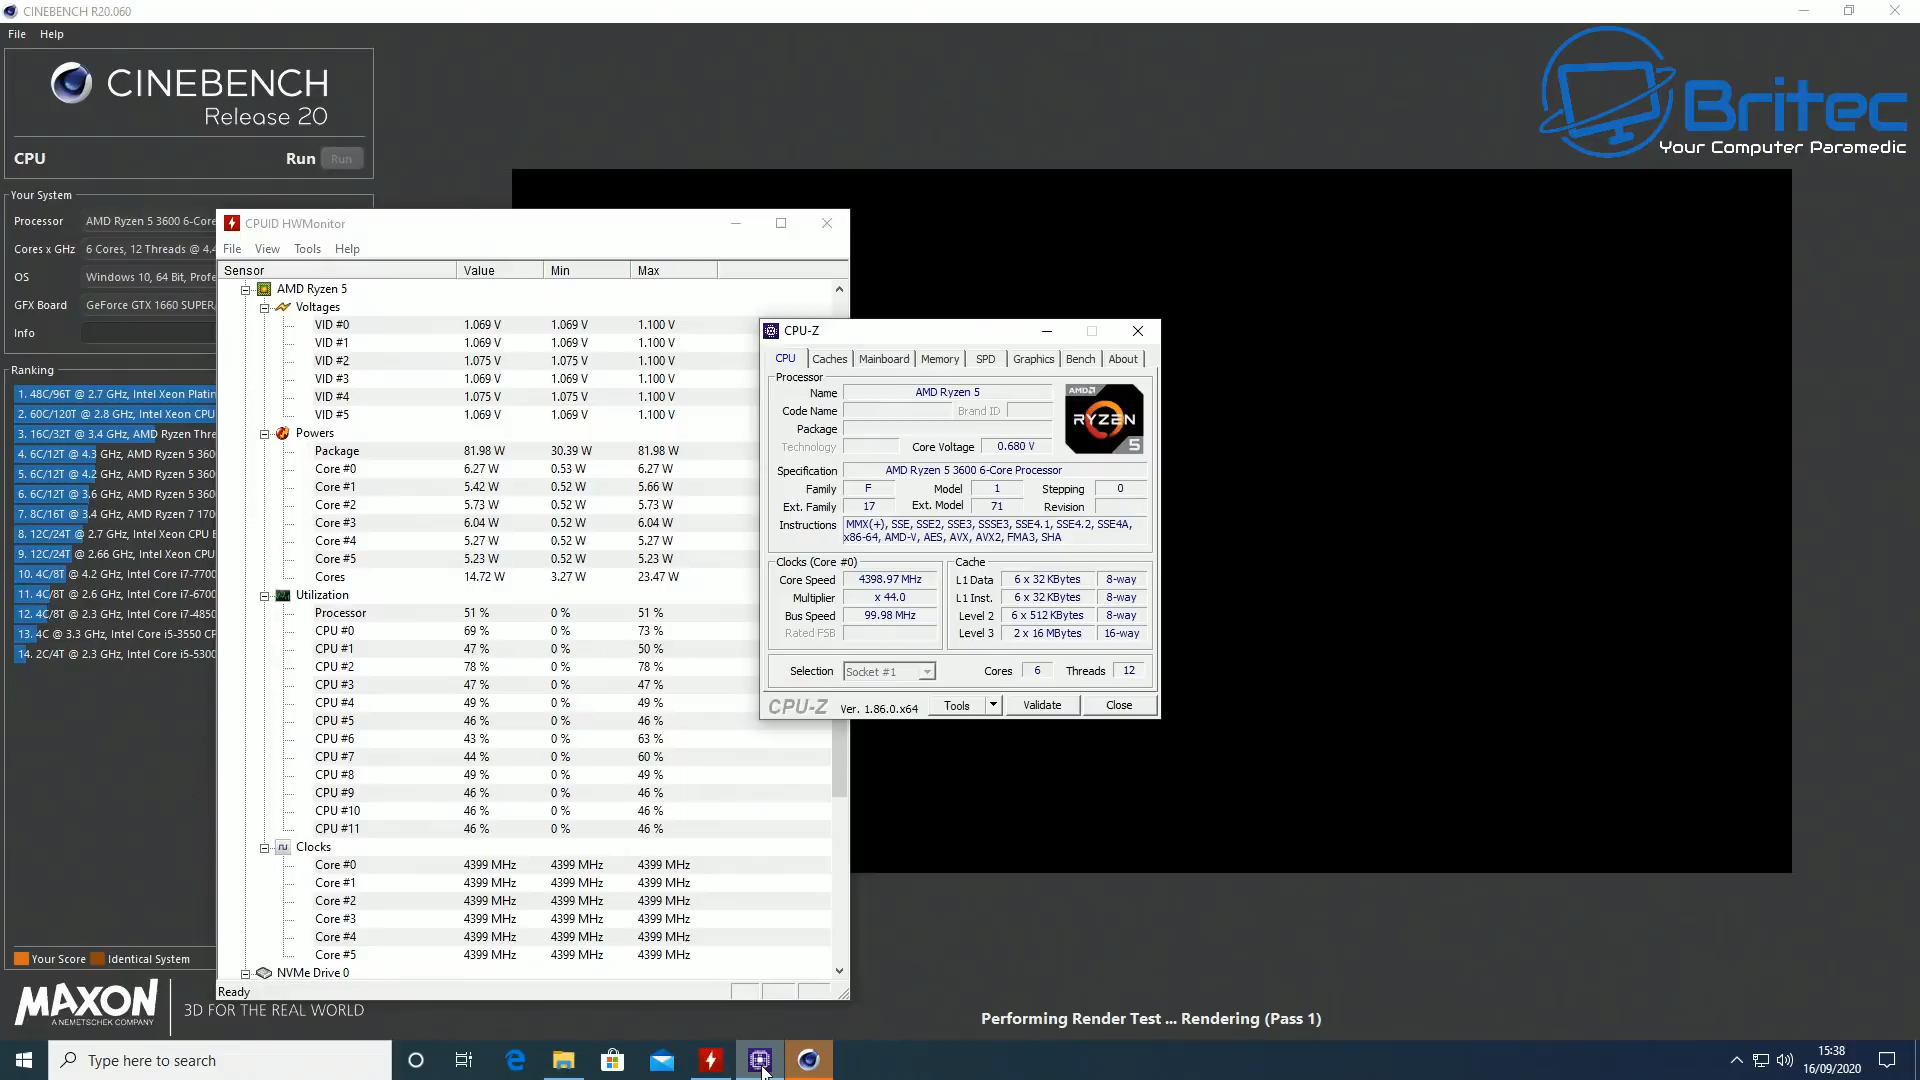 CINEBENCH R20.060
File Help
CINEBENCH
Release 20
CPU Run Run
Your System
Processor AMD Ryzen 5 3600 6-Core
Cores x GHz 6 Cores, 12 Threads @ 4.4
OS Windows 10, 64 Bit, Profe
GFX Board GeForce GTX 1660 SUPER
Info
Ranking
1. 48C/96T @ 2.7 GHz, Intel Xeon Platin
2. 60C/120T @ 2.8 GHz, Intel Xeon CPU
3. 16C/32T @ 3.4 GHz, AMD Ryzen Thre
4. 6C/12T @ 4.3 GHz, AMD Ryzen 5 360
5. 6C/12T @ 4.2 GHz, AMD Ryzen 5 360
6. 6C/12T @ 3.6 GHz, AMD Ryzen 5 360
7. 8C/16T @ 3.4 GHz, AMD Ryzen 7 170
8. 12C/24T @ 2.7 GHz, Intel Xeon CPU E
9. 12C/24T @ 2.66 GHz, Intel Xeon CPU
10. 4C/8T @ 4.2 GHz, Intel Core i7-7700
11. 4C/8T @ 2.6 GHz, Intel Core i7-6700
12. 4C/8T @ 2.3 GHz, Intel Core i7-4850
13. 4C @ 3.3 GHz, Intel Core i5-3550 CP
14. 2C/4T @ 2.3 GHz, Intel Core i5-5300
Your Score Identical System
MAXON
A NEMETSCHEK COMPANY
3D FOR THE REAL WORLD
CPUID HWMonitor
File View Tools Help
Sensor Value Min Max
AMD Ryzen 5
Voltages
VID #0 1.069 V 1.069 V 1.100 V
VID #1 1.069 V 1.069 V 1.100 V
VID #2 1.075 V 1.075 V 1.100 V
VID #3 1.069 V 1.069 V 1.100 V
VID #4 1.075 V 1.075 V 1.100 V
VID #5 1.069 V 1.069 V 1.100 V
Powers
Package 81.98 W 30.39 W 81.98 W
Core #0 6.27 W 0.53 W 6.27 W
Core #1 5.42 W 0.52 W 5.66 W
Core #2 5.73 W 0.52 W 5.73 W
Core #3 6.04 W 0.52 W 6.04 W
Core #4 5.27 W 0.52 W 5.27 W
Core #5 5.23 W 0.52 W 5.23 W
Cores 14.72 W 3.27 W 23.47 W
Utilization
Processor 51 % 0 % 51 %
CPU #0 69 % 0 % 73 %
CPU #1 47 % 0 % 50 %
CPU #2 78 % 0 % 78 %
CPU #3 47 % 0 % 47 %
CPU #4 49 % 0 % 49 %
CPU #5 46 % 0 % 46 %
CPU #6 43 % 0 % 63 %
CPU #7 44 % 0 % 60 %
CPU #8 49 % 0 % 49 %
CPU #9 46 % 0 % 46 %
CPU #10 46 % 0 % 46 %
CPU #11 46 % 0 % 46 %
Clocks
Core #0 4399 MHz 4399 MHz 4399 MHz
Core #1 4399 MHz 4399 MHz 4399 MHz
Core #2 4399 MHz 4399 MHz 4399 MHz
Core #3 4399 MHz 4399 MHz 4399 MHz
Core #4 4399 MHz 4399 MHz 4399 MHz
Core #5 4399 MHz 4399 MHz 4399 MHz
NVMe Drive 0
Ready
CPU-Z
CPU Caches Mainboard Memory SPD Graphics Bench About
Processor
Name AMD Ryzen 5
Code Name Brand ID
Package
Technology Core Voltage 0.680 V
AMD
RYZEN
5
Specification AMD Ryzen 5 3600 6-Core Processor
Family F Model 1 Stepping 0
Ext. Family 17 Ext. Model 71 Revision
Instructions MMX(+), SSE, SSE2, SSE3, SSSE3, SSE4.1, SSE4.2, SSE4A,
x86-64, AMD-V, AES, AVX, AVX2, FMA3, SHA
Clocks (Core #0)
Core Speed 4398.97 MHz
Multiplier x 44.0
Bus Speed 99.98 MHz
Rated FSB
Cache
L1 Data 6 x 32 KBytes 8-way
L1 Inst. 6 x 32 KBytes 8-way
Level 2 6 x 512 KBytes 8-way
Level 3 2 x 16 MBytes 16-way
Selection Socket #1 Cores 6 Threads 12
CPU-Z Ver. 1.86.0.x64 Tools Validate Close
Britec
Your Computer Paramedic
Performing Render Test ... Rendering (Pass 1)
Type here to search
15:38
16/09/2020